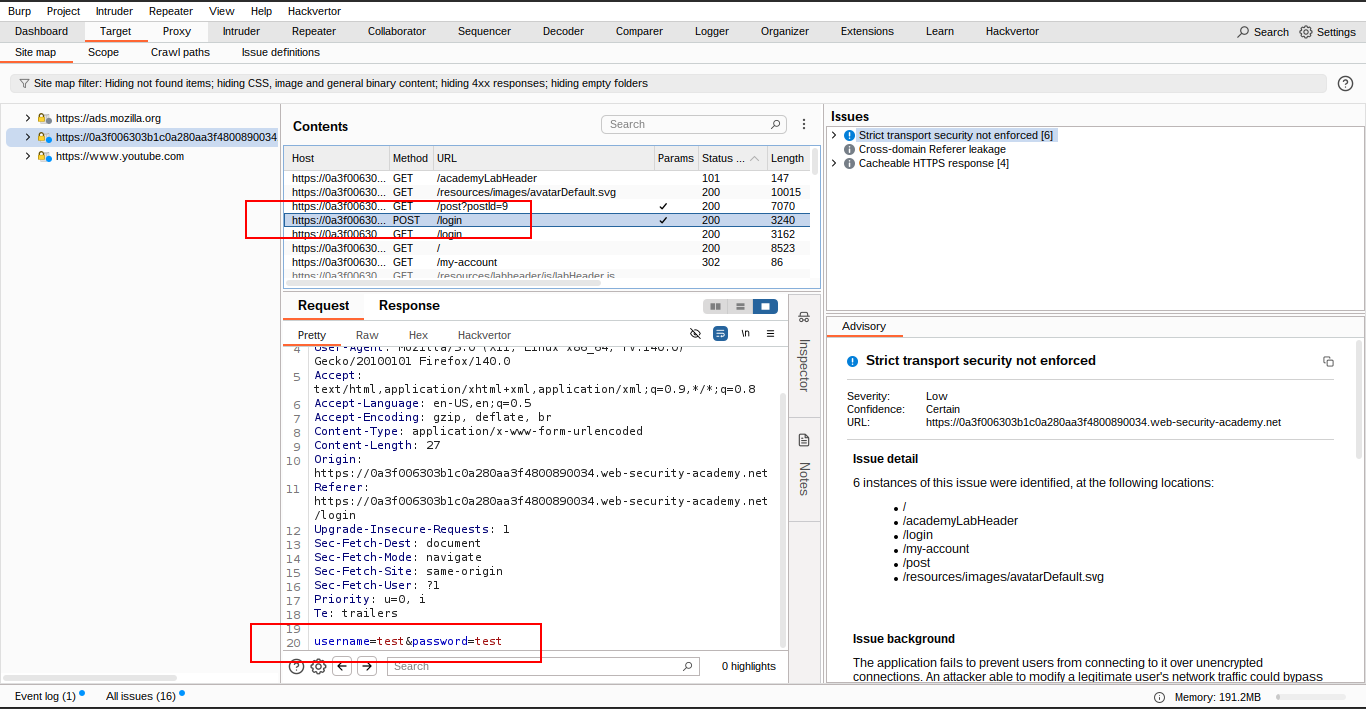 Burp Project Intruder Repeater View Help Hackvertor
Dashboard Target Proxy Intruder Repeater Collaborator Sequencer Decoder Comparer Logger Organizer Extensions Learn Hackvertor Search Settings
Site map Scope Crawl paths Issue definitions
Site map filter: Hiding not found items; hiding CSS, image and general binary content; hiding 4xx responses; hiding empty folders
https://ads.mozilla.org
https://0a3f006303b1c0a280aa3f4800890034
https://www.youtube.com
Contents
Search
Host Method URL Params Status ... Length
https://0a3f00630... GET /academyLabHeader 101 147
https://0a3f00630... GET /resources/images/avatarDefault.svg 200 10015
https://0a3f00630... GET /post?postId=9 200 7070
https://0a3f00630... POST /login 200 3240
https://0a3f00630... GET /login 200 3162
https://0a3f00630... GET / 200 8523
https://0a3f00630... GET /my-account 302 86
https://0a3f00630... GET /resources/labheader/js/labHeader.js
Request Response
Pretty Raw Hex Hackvertor
\n
4 User-Agent: Mozilla/5.0 (X11; Linux x86_64; rv:140.0)
Gecko/20100101 Firefox/140.0
5 Accept:
text/html,application/xhtml+xml,application/xml;q=0.9,*/*;q=0.8
6 Accept-Language: en-US,en;q=0.5
7 Accept-Encoding: gzip, deflate, br
8 Content-Type: application/x-www-form-urlencoded
9 Content-Length: 27
10 Origin:
https://0a3f006303b1c0a280aa3f4800890034.web-security-academy.net
11 Referer:
https://0a3f006303b1c0a280aa3f4800890034.web-security-academy.net
/login
12 Upgrade-Insecure-Requests: 1
13 Sec-Fetch-Dest: document
14 Sec-Fetch-Mode: navigate
15 Sec-Fetch-Site: same-origin
16 Sec-Fetch-User: ?1
17 Priority: u=0, i
18 Te: trailers
19
20 username=test&password=test
Search
0 highlights
Inspector
Notes
Issues
Strict transport security not enforced [6]
Cross-domain Referer leakage
Cacheable HTTPS response [4]
Advisory
Strict transport security not enforced
Severity: Low
Confidence: Certain
URL: https://0a3f006303b1c0a280aa3f4800890034.web-security-academy.net
Issue detail
6 instances of this issue were identified, at the following locations:
• /
• /academyLabHeader
• /login
• /my-account
• /post
• /resources/images/avatarDefault.svg
Issue background
The application fails to prevent users from connecting to it over unencrypted
connections. An attacker able to modify a legitimate user's network traffic could bypass
Event log (1) All issues (16) Memory: 191.2MB